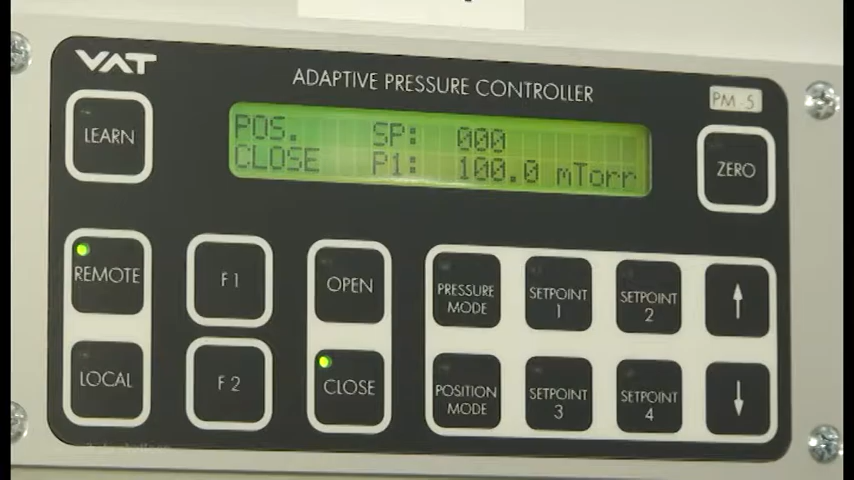 VAT
ADAPTIVE PRESSURE CONTROLLER
PM-5
LEARN
POS. SP: 000
CLOSE P1: 100.0 mTorr
ZERO
REMOTE
F1
OPEN
PRESSURE
MODE
SETPOINT
1
SETPOINT
2
LOCAL
F2
CLOSE
POSITION
MODE
SETPOINT
3
SETPOINT
4